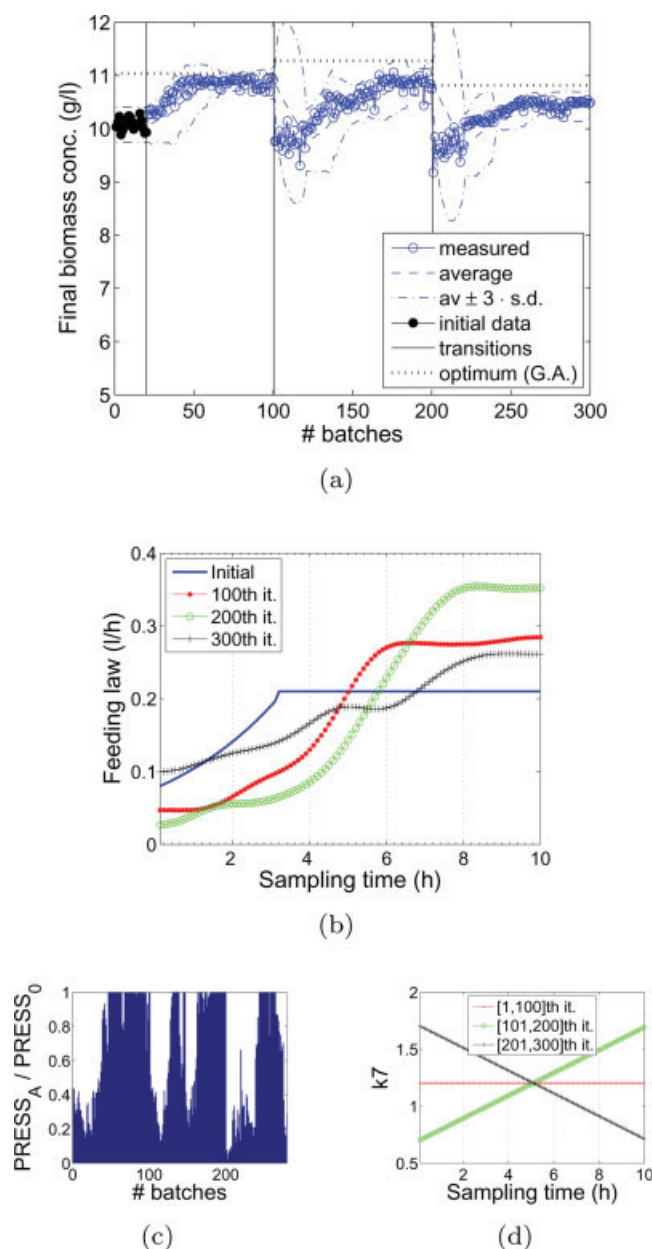 12
11
10
9
8
7
6
5
Final biomass conc. (g/l)
measured
average
av ± 3 · s.d.
initial data
transitions
optimum (G.A.)
0 50 100 150 200 250 300
# batches
(a)
0.4
0.3
0.2
0.1
0
Feeding law (l/h)
Initial
100th it.
200th it.
300th it.
2 4 6 8 10
Sampling time (h)
(b)
1
0.8
0.6
0.4
0.2
0
PRESS_A / PRESS_0
0 100 200
# batches
(c)
2
1.5
1
0.5
k7
[1,100]th it.
[101,200]th it.
[201,300]th it.
2 4 6 8 10
Sampling time (h)
(d)